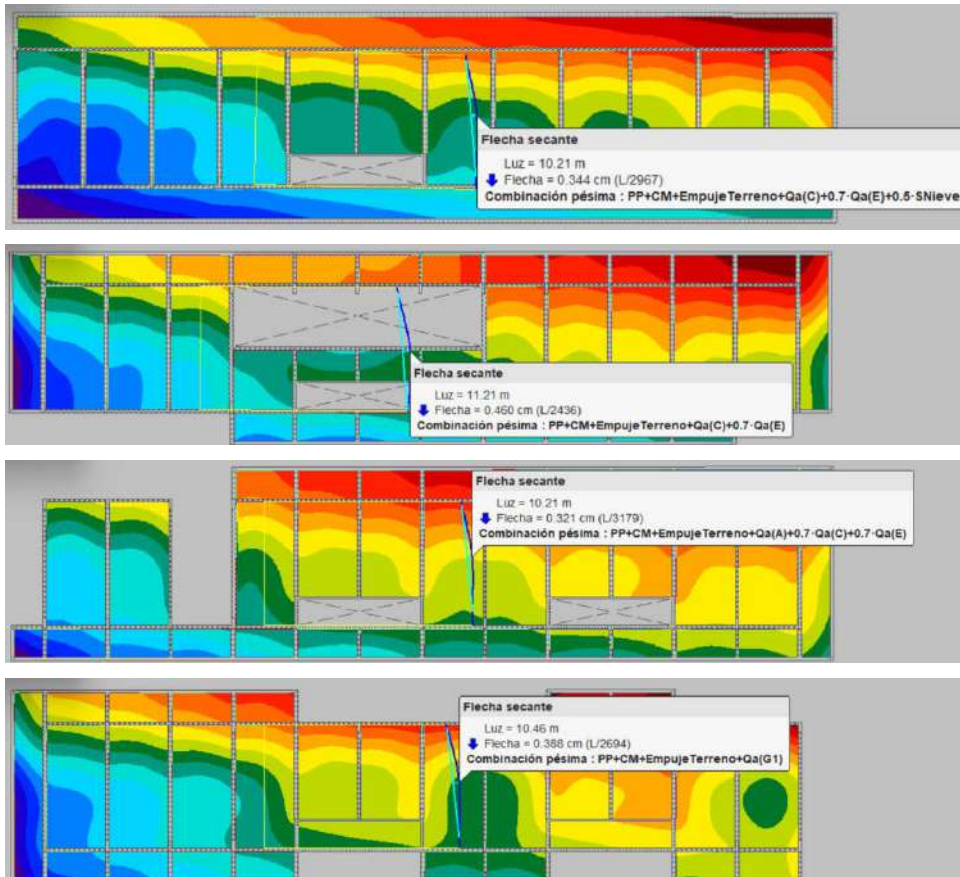 Flecha secante
Luz = 10.21 m
Flecha = 0.344 cm (L/2967)
Combinación pésima : PP+CM+EmpujeTerreno+Qa(C)+0.7·Qa(E)+0.5·SNieve
Flecha secante
Luz = 11.21 m
Flecha = 0.460 cm (L/2436)
Combinación pésima : PP+CM+EmpujeTerreno+Qa(C)+0.7·Qa(E)
Flecha secante
Luz = 10.21 m
Flecha = 0.321 cm (L/3179)
Combinación pésima : PP+CM+EmpujeTerreno+Qa(A)+0.7·Qa(C)+0.7·Qa(E)
Flecha secante
Luz = 10.46 m
Flecha = 0.388 cm (L/2694)
Combinación pésima : PP+CM+EmpujeTerreno+Qa(G1)